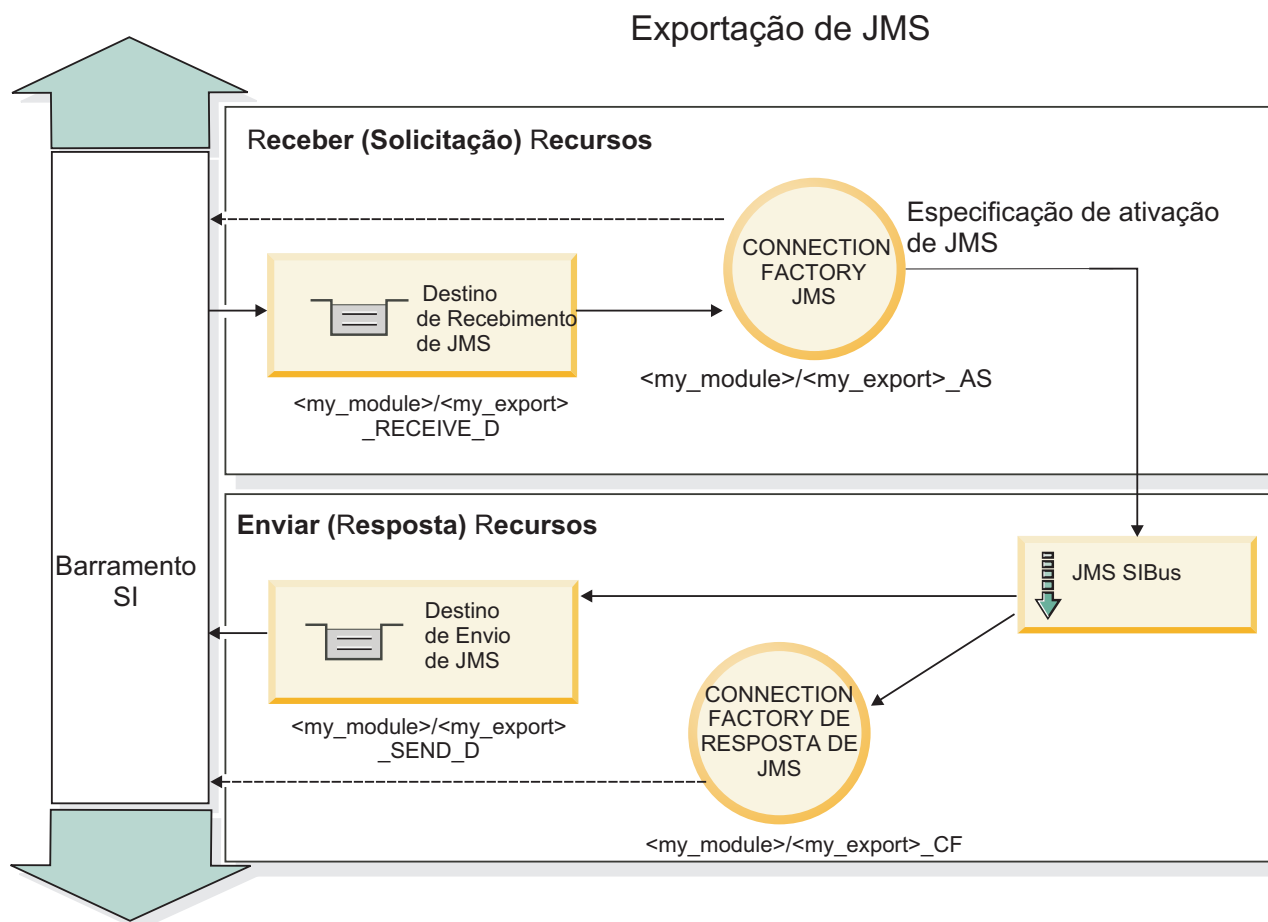 Exportação de JMS
Receber (Solicitação) Recursos
Especificação de ativação
de JMS
CONNECTION
FACTORY
JMS
Destino
de Recebimento
de JMS
<my_module>/<my_export>_AS
<my_module>/<my_export>
_RECEIVE_D
Enviar (Resposta) Recursos
Barramento
SI
JMS SIBus
Destino
de Envio
de JMS
CONNECTION
FACTORY DE
RESPOSTA DE
JMS
<my_module>/<my_export>
_SEND_D
<my_module>/<my_export>_CF